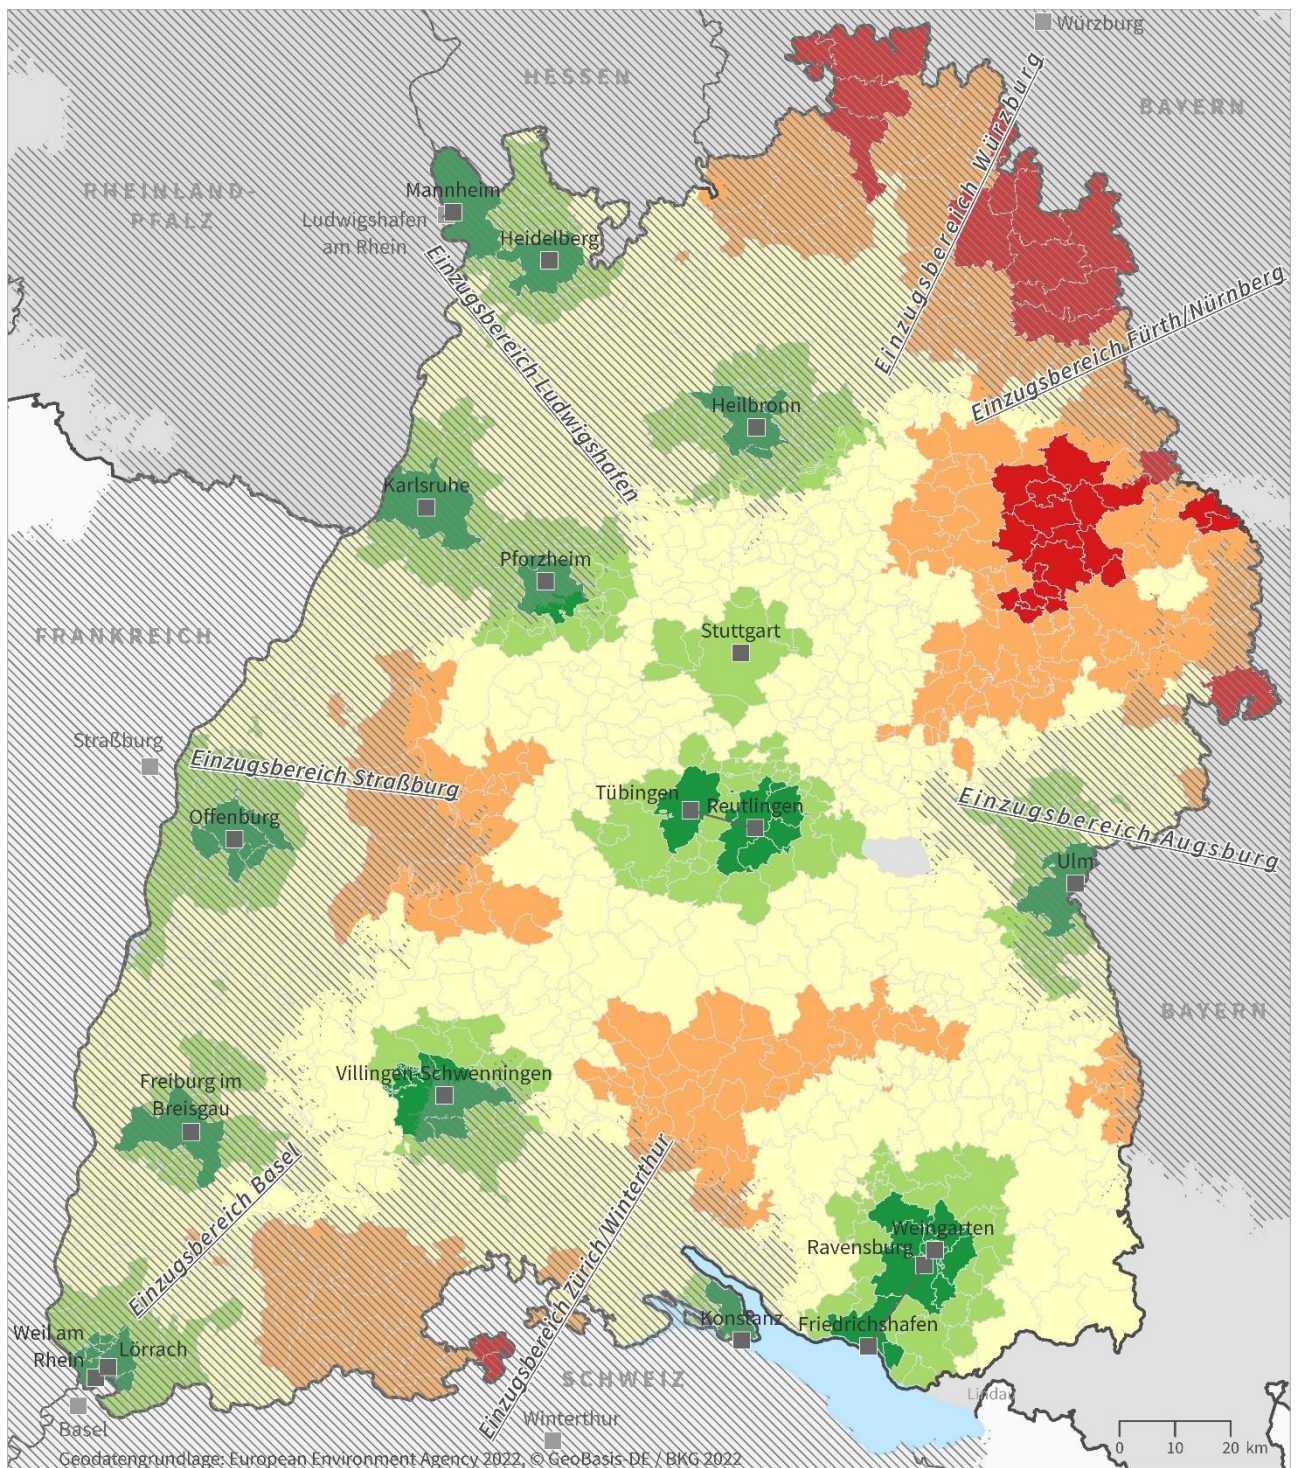 Würzburg
HESSEN
BAYERN
Einzugsbereich Würzburg
RHEINLAND-
PFALZ
Mannheim
Ludwigshafen
am Rhein
Heidelberg
Einzugsbereich Ludwigshafen
Einzugsbereich Fürth/Nürnberg
Heilbronn
Karlsruhe
Pforzheim
FRANKREICH
Stuttgart
Straßburg
Einzugsbereich Straßburg
Tübingen
Reutlingen
Offenburg
Einzugsbereich Augsburg
Ulm
BAYERN
Villingen-Schwenningen
Freiburg im
Breisgau
Einzugsbereich Basel
Einzugsbereich Zürich/Winterthur
Weingarten
Ravensburg
Konstanz
Friedrichshafen
Weil am
Rhein
Lörrach
SCHWEIZ
Lindau
Basel
Winterthur
0 10 20 km
Geodatengrundlage: European Environment Agency 2022, © GeoBasis-DE / BKG 2022